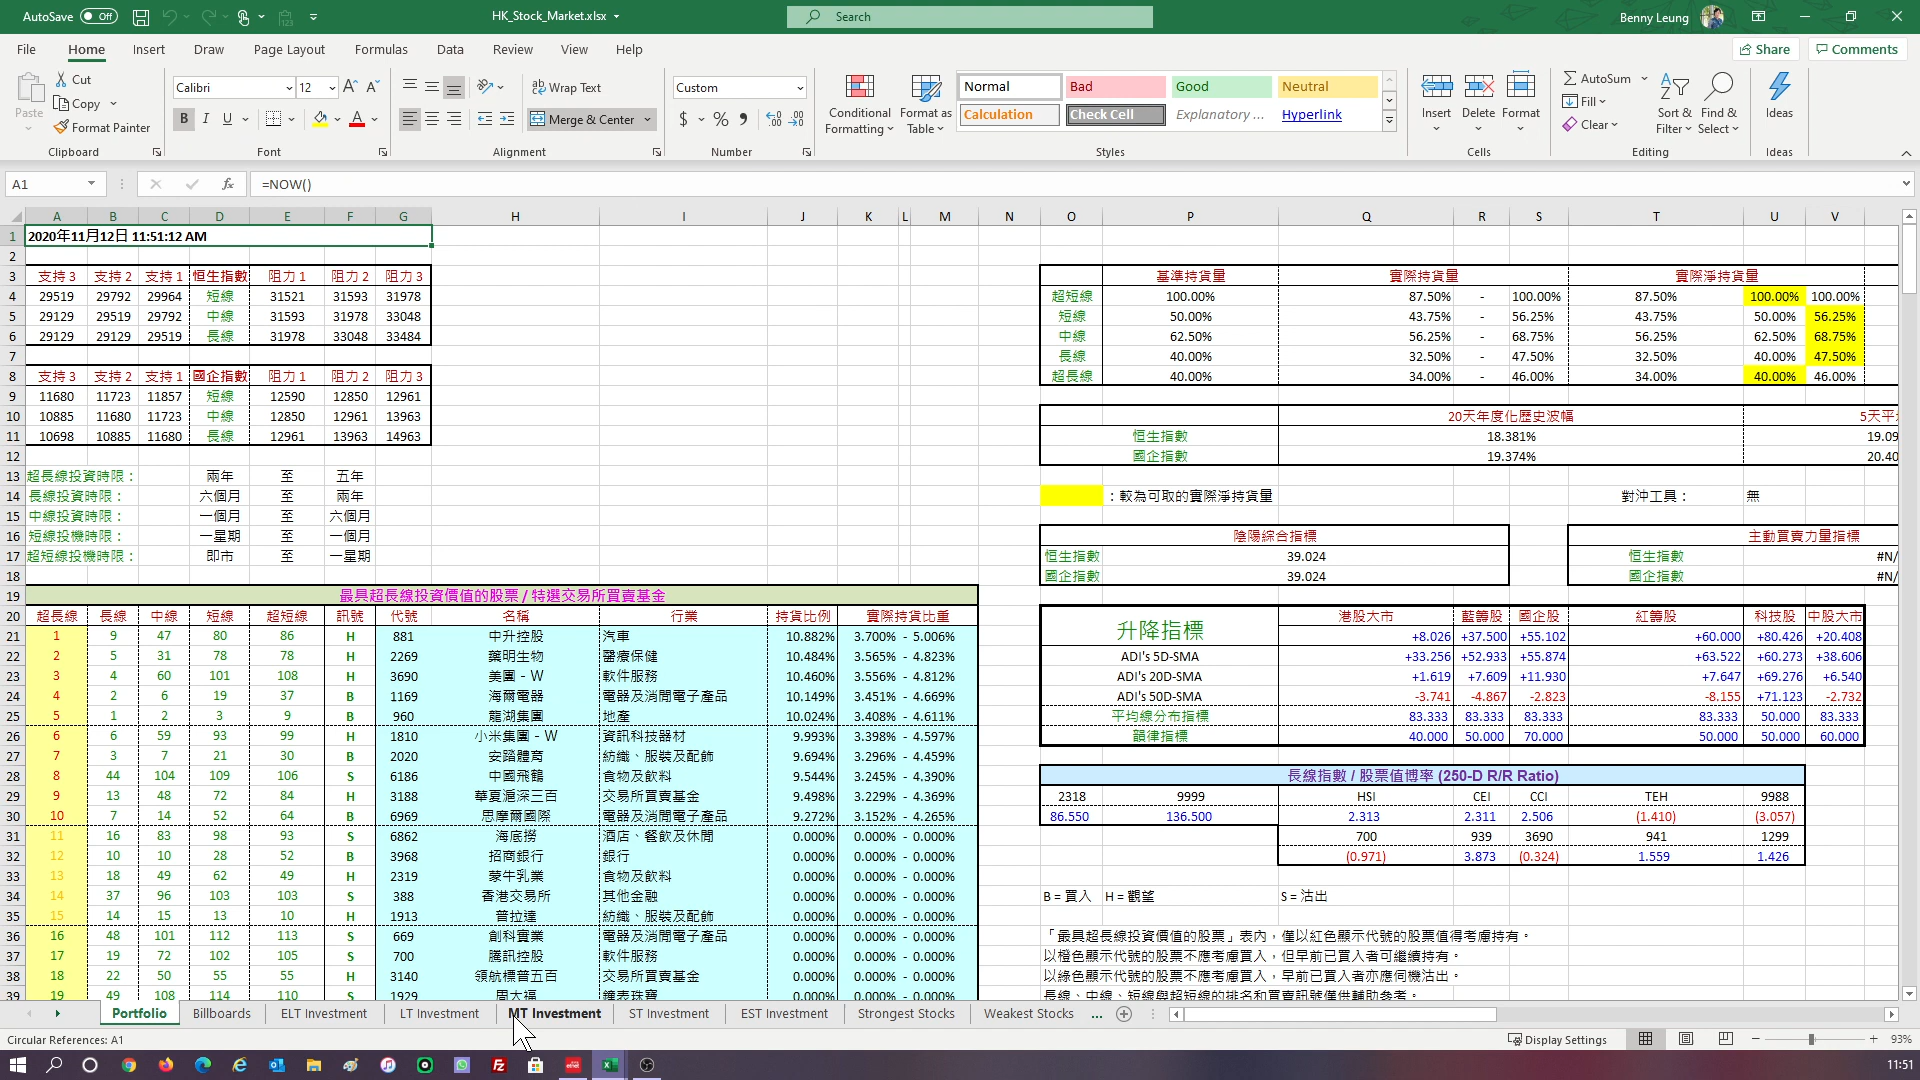 AutoSave Off HK_Stock_Market.xlsx Search Benny Leung
File Home Insert Draw Page Layout Formulas Data Review View Help Share Comments
Paste Cut Copy Format Painter Clipboard
Calibri 12 B I U A Font
Wrap Text Merge & Center Alignment
Custom $ % Number
Conditional Formatting Format as Table
Normal Bad Good Neutral
Calculation Check Cell Explanatory ... Hyperlink
Styles
Insert Delete Format Cells
AutoSum Fill Clear Sort & Filter Find & Select Editing
Ideas Ideas
A1 fx =NOW()
A B C D E F G H I J K L M N O P Q R S T U V
1 2020年11月12日 11:51:12 AM
2
3 支持 3 支持 2 支持 1 恒生指數 阻力 1 阻力 2 阻力 3 基準持貨量 實際持貨量 實際淨持貨量
4 29519 29792 29964 短線 31521 31593 31978 超短線 100.00% 87.50% - 100.00% 87.50% 100.00% 100.00%
5 29129 29519 29792 中線 31593 31978 33048 短線 50.00% 43.75% - 56.25% 43.75% 50.00% 56.25%
6 29129 29129 29519 長線 31978 33048 33484 中線 62.50% 56.25% - 68.75% 56.25% 62.50% 68.75%
7 長線 40.00% 32.50% - 47.50% 32.50% 40.00% 47.50%
8 支持 3 支持 2 支持 1 國企指數 阻力 1 阻力 2 阻力 3 超長線 40.00% 34.00% - 46.00% 34.00% 40.00% 46.00%
9 11680 11723 11857 短線 12590 12850 12961
10 10885 11680 11723 中線 12850 12961 13963 20天年度化歷史波幅 5天平
11 10698 10885 11680 長線 12961 13963 14963 恒生指數 18.381% 19.09
12 國企指數 19.374% 20.40
13 超長線投資時限： 兩年 至 五年
14 長線投資時限： 六個月 至 兩年 ：較為可取的實際淨持貨量 對沖工具： 無
15 中線投資時限： 一個月 至 六個月
16 短線投機時限： 一星期 至 一個月 陰陽綜合指標 主動買賣力量指標
17 超短線投機時限： 即市 至 一星期 恒生指數 39.024 恒生指數 #N/
18 國企指數 39.024 國企指數 #N/
19 最具超長線投資價值的股票 / 特選交易所買賣基金
20 超長線 長線 中線 短線 超短線 訊號 代號 名稱 行業 持貨比例 實際持貨比重 升降指標 港股大市 藍籌股 國企股 紅籌股 科技股 中股大市
21 1 9 47 80 86 H 881 中升控股 汽車 10.882% 3.700% - 5.006% +8.026 +37.500 +55.102 +60.000 +80.426 +20.408
22 2 5 31 78 78 H 2269 藥明生物 醫療保健 10.484% 3.565% - 4.823% ADI's 5D-SMA +33.256 +52.933 +55.874 +63.522 +60.273 +38.606
23 3 4 60 101 108 H 3690 美團 - W 軟件服務 10.460% 3.556% - 4.812% ADI's 20D-SMA +1.619 +7.609 +11.930 +7.647 +69.276 +6.540
24 4 2 6 19 37 B 1169 海爾電器 電器及消閒電子產品 10.149% 3.451% - 4.669% ADI's 50D-SMA -3.741 -4.867 -2.823 -8.155 +71.123 -2.732
25 5 1 2 3 9 B 960 龍湖集團 地產 10.024% 3.408% - 4.611% 平均線分布指標 83.333 83.333 83.333 83.333 50.000 83.333
26 6 6 59 93 99 H 1810 小米集團 - W 資訊科技器材 9.993% 3.398% - 4.597% 韻律指標 40.000 50.000 70.000 50.000 50.000 60.000
27 7 3 7 21 30 B 2020 安踏體育 紡織、服裝及配飾 9.694% 3.296% - 4.459%
28 8 44 104 109 106 S 6186 中國飛鶴 食物及飲料 9.544% 3.245% - 4.390% 長線指數 / 股票值博率 (250-D R/R Ratio)
29 9 13 48 72 84 H 3188 華夏滬深三百 交易所買賣基金 9.498% 3.229% - 4.369% 2318 9999 HSI CEI CCI TEH 9988
30 10 7 14 52 64 B 6969 思摩爾國際 電器及消閒電子產品 9.272% 3.152% - 4.265% 86.550 136.500 2.313 2.311 2.506 (1.410) (3.057)
31 11 16 83 98 93 S 6862 海底撈 酒店、餐飲及休閒 0.000% 0.000% - 0.000% 700 939 3690 941 1299
32 12 10 10 28 52 B 3968 招商銀行 銀行 0.000% 0.000% - 0.000% (0.971) 3.873 (0.324) 1.559 1.426
33 13 18 49 62 49 H 2319 蒙牛乳業 食物及飲料 0.000% 0.000% - 0.000%
34 14 37 96 103 103 S 388 香港交易所 其他金融 0.000% 0.000% - 0.000% B = 買入 H = 觀望 S = 沽出
35 15 14 15 13 10 H 1913 普拉達 紡織、服裝及配飾 0.000% 0.000% - 0.000%
36 16 48 101 112 113 S 669 創科實業 電器及消閒電子產品 0.000% 0.000% - 0.000% 「最具超長線投資價值的股票」表內，僅以紅色顯示代號的股票值得考慮持有。
37 17 19 72 102 105 S 700 騰訊控股 軟件服務 0.000% 0.000% - 0.000% 以橙色顯示代號的股票不應考慮買入，但早前已買入者可繼續持有。
38 18 22 50 55 55 H 3140 領航標普五百 交易所買賣基金 0.000% 0.000% - 0.000% 以綠色顯示代號的股票不應考慮買入，早前已買入者亦應伺機沽出。
39 19 49 108 114 110 S 1929 周大福 鐘表珠寶 0.000% 0.000% - 0.000% 長線、中線、短線與超短線的排名和買賣訊號僅供輔助參考。
Portfolio Billboards ELT Investment LT Investment MT Investment ST Investment EST Investment Strongest Stocks Weakest Stocks ...
Circular References: A1 Display Settings 93%
11:51